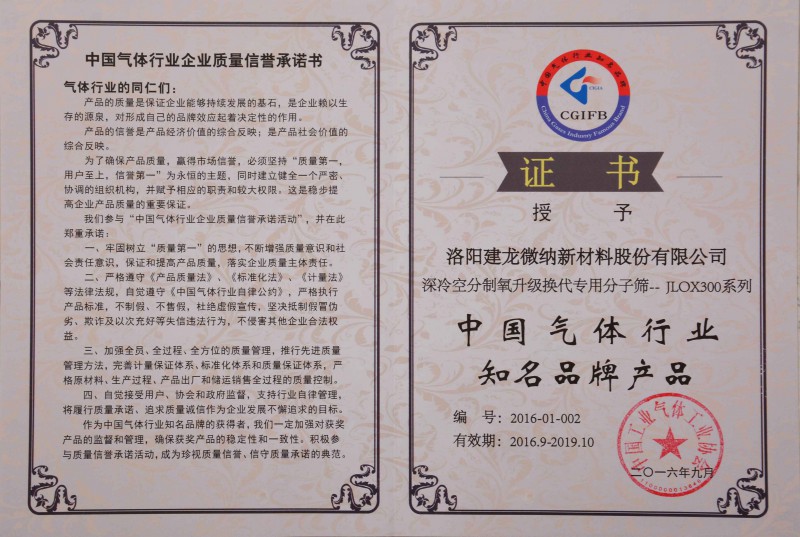 中国气体行业企业质量信誉承诺书
气体行业的同仁们：
产品的质量是保证企业能够持续发展的基石，是企业赖以生
存的源泉，对形成自己的品牌效应起着决定性的作用。
产品的信誉是产品经济价值的综合反映；是产品社会价值的
综合反映。
为了确保产品质量，赢得市场信誉，必须坚持“质量第一，
用户至上，信誉第一”为永恒的主题，同时建立健全一个严密、
协调的组织机构，并赋予相应的职责和较大权限。这是稳步提
高企业产品质量的重要保证。
我们参与“中国气体行业企业质量信誉承诺活动”，并在此
郑重承诺：
一、牢固树立“质量第一”的思想，不断增强质量意识和社
会责任意识，保证和提高产品质量，落实企业质量主体责任。
二、严格遵守《产品质量法》、《标准化法》、《计量法》
等法律法规，自觉遵守《中国气体行业自律公约》，严格执行
产品标准，不制假、不售假，杜绝虚假宣传，坚决抵制假冒伪
劣、欺诈及以次充好等失信违法行为，不侵害其他企业合法权
益。
三、加强全员、全过程、全方位的质量管理，推行先进质量
管理方法，完善计量保证体系、标准化体系和质量保证体系，严
格原材料、生产过程、产品出厂和储运销售全过程的质量控制。
四、自觉接受用户、协会和政府监督，支持行业自律管理，
将履行质量承诺、追求质量诚信作为企业发展不懈追求的目标。
作为中国气体行业知名品牌的获得者，我们一定加强对获奖
产品的监督和管理，确保获奖产品的稳定性和一致性。积极参
与质量信誉承诺活动，成为珍视质量信誉、信守质量承诺的典范。
中国气体行业知名品牌
CGIA
CGIFB
China Gases Industry Famous Brand
证书
授予
洛阳建龙微纳新材料股份有限公司
深冷空分制氧升级换代专用分子筛-- JLOX300系列
中国气体行业
知名品牌产品
编 号：2016-01-002
有效期：2016.9-2019.10
中国工业气体工业协会
二〇一六年九月